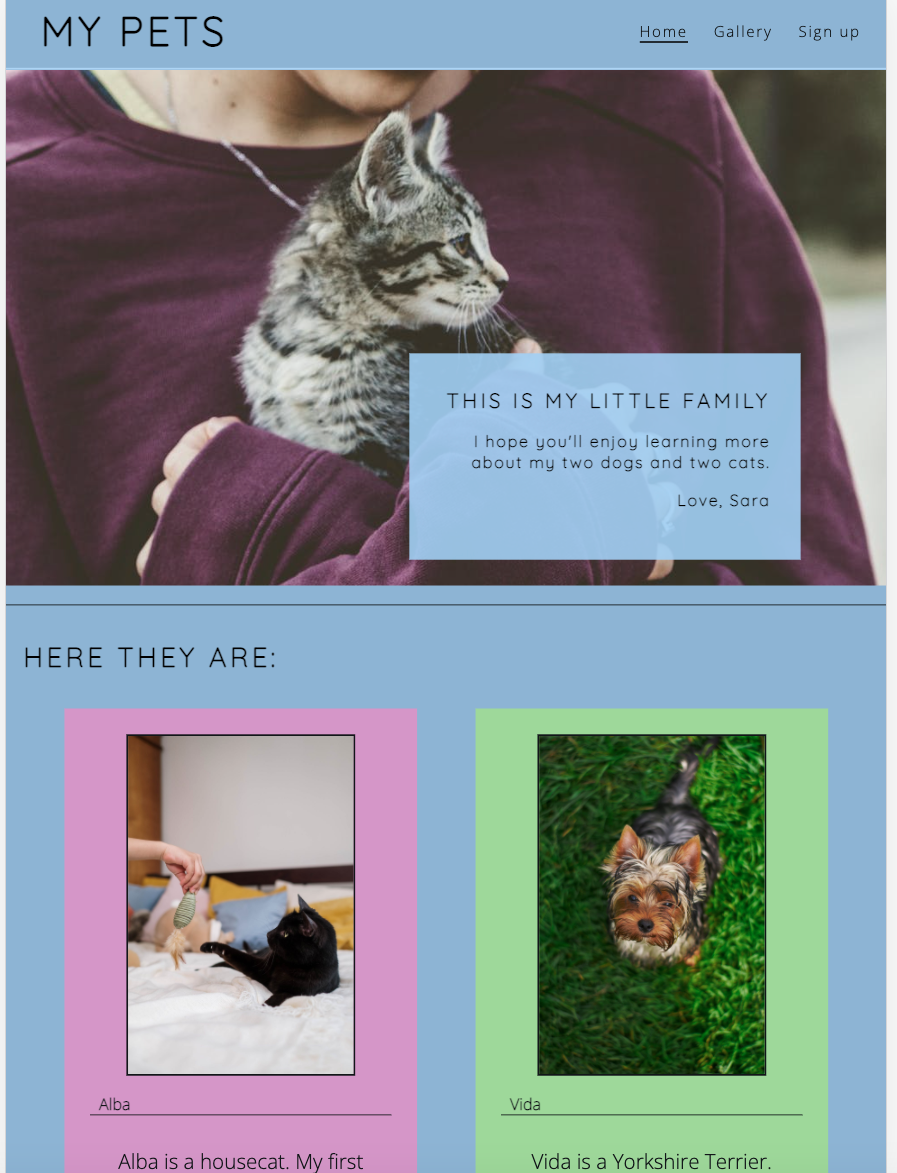 MY PETS
Home Gallery Sign up
THIS IS MY LITTLE FAMILY
I hope you'll enjoy learning more
about my two dogs and two cats.
Love, Sara
HERE THEY ARE:
Alba
Alba is a housecat. My first
Vida
Vida is a Yorkshire Terrier.